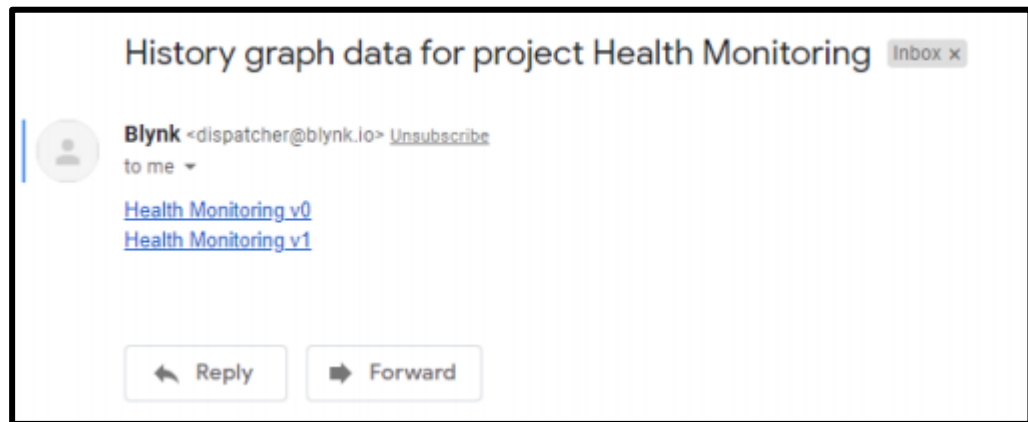 History graph data for project Health Monitoring Inbox x
Blynk <dispatcher@blynk.io> Unsubscribe
to me
Health Monitoring v0
Health Monitoring v1
Reply Forward